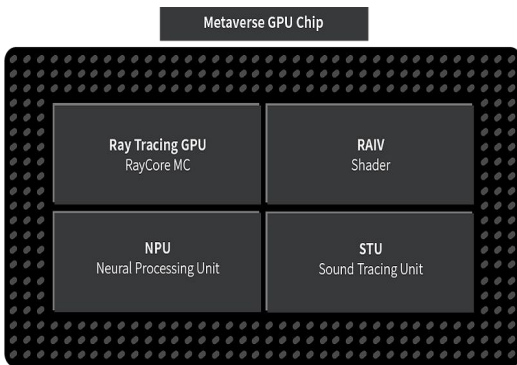 Metaverse GPU Chip
Ray Tracing GPU
RayCore MC
RAIV
Shader
NPU
Neural Processing Unit
STU
Sound Tracing Unit